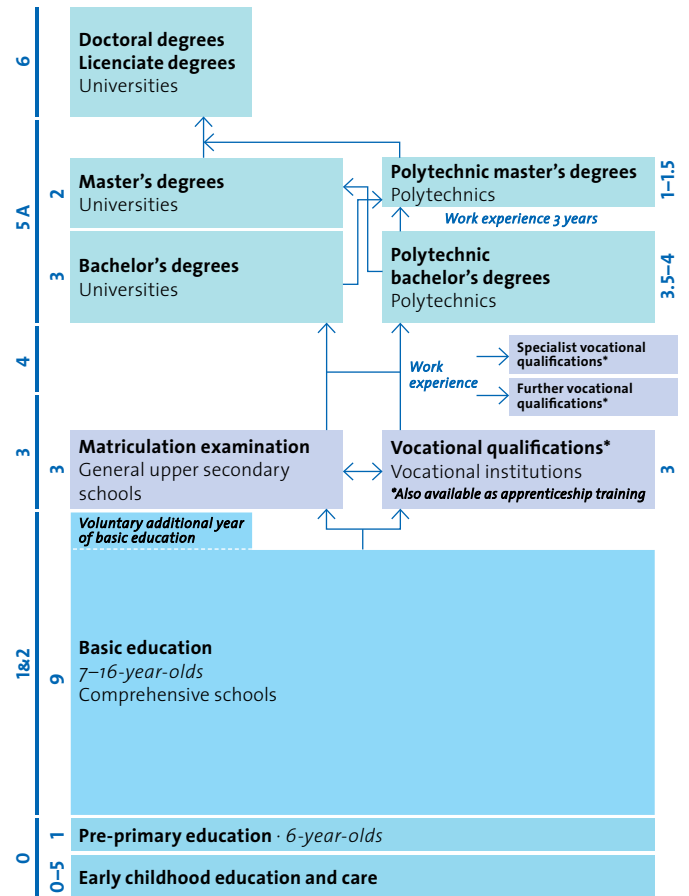 6
Doctoral degrees
Licenciate degrees
Universities
5 A
2
Master's degrees
Universities
Polytechnic master's degrees
Polytechnics
1–1.5
Work experience 3 years
3
Bachelor's degrees
Universities
Polytechnic
bachelor's degrees
Polytechnics
3.5–4
4
Work
experience
Specialist vocational
qualifications*
Further vocational
qualifications*
3
3
Matriculation examination
General upper secondary
schools
Vocational qualifications*
Vocational institutions
*Also available as apprenticeship training
3
Voluntary additional year
of basic education
1&2
9
Basic education
7–16-year-olds
Comprehensive schools
0
1
Pre-primary education · 6-year-olds
0–5
Early childhood education and care